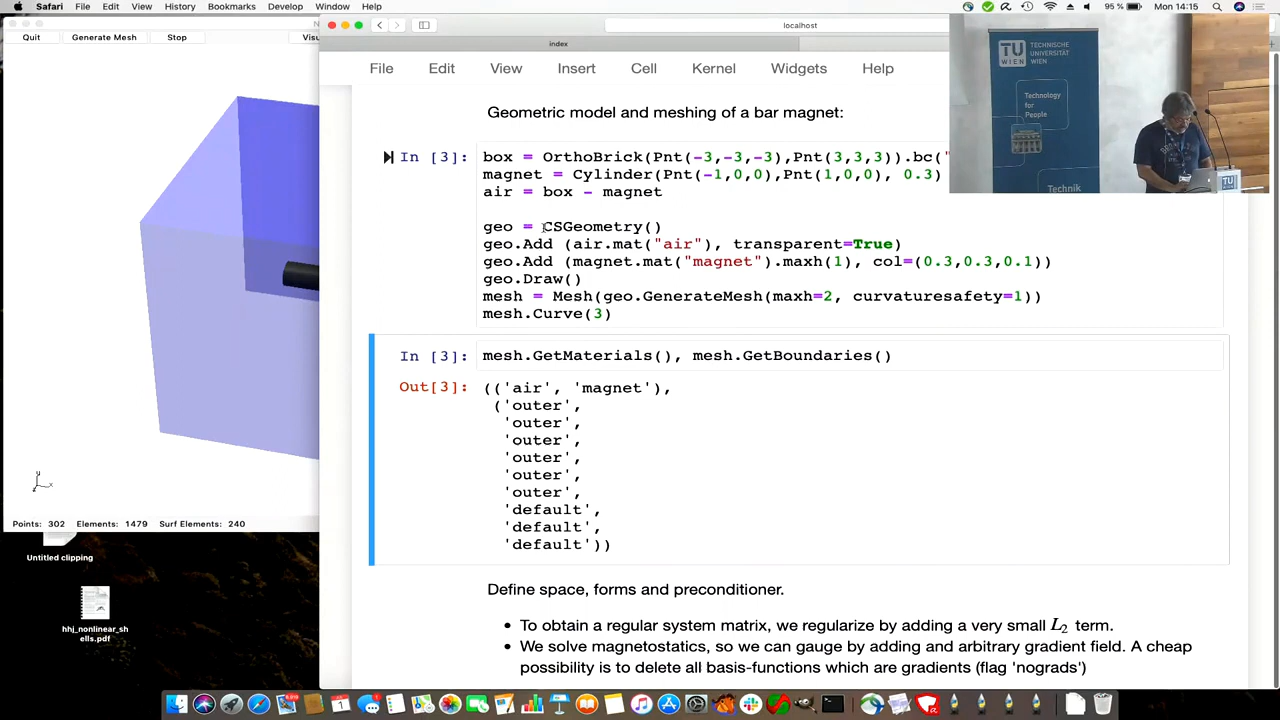 Safari File Edit View History Bookmarks Develop Window Help
95 % Mon 14:15
N
Quit Generate Mesh Stop Visu
localhost
index
File Edit View Insert Cell Kernel Widgets Help
TU WIEN TECHNISCHE UNIVERSITÄT WIEN
Technology for People
Technik
TU WIEN
Geometric model and meshing of a bar magnet:
In [3]: box = OrthoBrick(Pnt(-3,-3,-3),Pnt(3,3,3)).bc("
magnet = Cylinder(Pnt(-1,0,0),Pnt(1,0,0), 0.3)
air = box - magnet
geo = CSGeometry()
geo.Add (air.mat("air"), transparent=True)
geo.Add (magnet.mat("magnet").maxh(1), col=(0.3,0.3,0.1))
geo.Draw()
mesh = Mesh(geo.GenerateMesh(maxh=2, curvaturesafety=1))
mesh.Curve(3)
In [3]: mesh.GetMaterials(), mesh.GetBoundaries()
Out[3]: (('air', 'magnet'),
('outer',
'outer',
'outer',
'outer',
'outer',
'outer',
'default',
'default',
'default'))
Define space, forms and preconditioner.
• To obtain a regular system matrix, we regularize by adding a very small L2 term.
• We solve magnetostatics, so we can gauge by adding and arbitrary gradient field. A cheap
possibility is to delete all basis-functions which are gradients (flag 'nograds')
y
z x
Points: 302 Elements: 1479 Surf Elements: 240
Untitled clipping
hhj_nonlinear_sh
ells.pdf